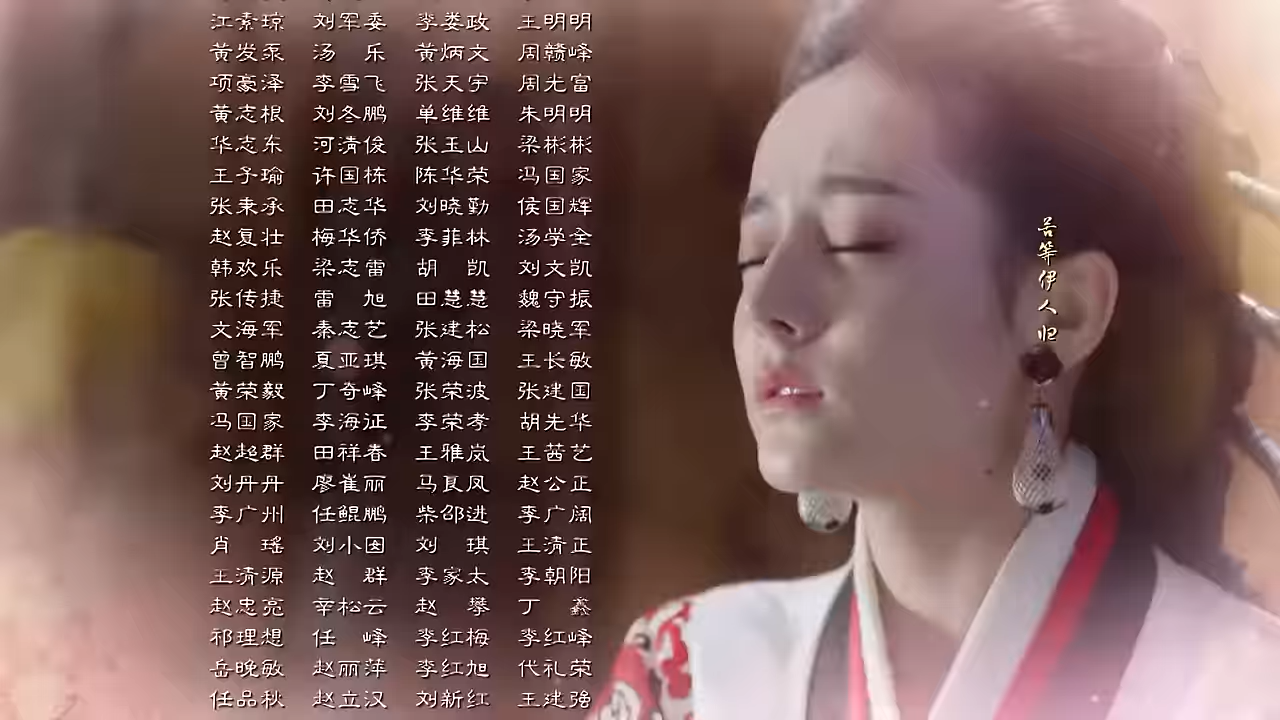 江素琼 刘军委 李娄政 王明明
黄发泵 汤 乐 黄炳文 周赣峰
项豪泽 李雪飞 张天宇 周光富
黄志根 刘冬鹏 单维维 朱明明
华志东 河清俊 张玉山 梁彬彬
王予瑜 许国栋 陈华荣 冯国家
张秉承 田志华 刘晓勤 侯国辉
赵复壮 梅华侨 李菲林 汤学全
韩欢乐 梁志雷 胡 凯 刘文凯
张传捷 雷 旭 田慧慧 魏守振
文海军 秦志艺 张建松 梁晓军
曾智鹏 夏亚琪 黄海国 王长敏
黄荣毅 丁奇峰 张荣波 张建国
冯国家 李海证 李荣孝 胡先华
赵超群 田祥春 王雅岚 王茜艺
刘丹丹 廖崔丽 马夏凤 赵公正
李广州 任鲲鹏 柴邵进 李广阔
肖 瑶 刘小囡 刘 琪 王清正
王清源 赵 群 李家太 李朝阳
赵忠亮 辛松云 赵 攀 丁 鑫
祁理想 任 峰 李红梅 李红峰
岳晚敏 赵丽萍 李红旭 代礼荣
任品秋 赵立汉 刘新红 王建强
苦等伊人归